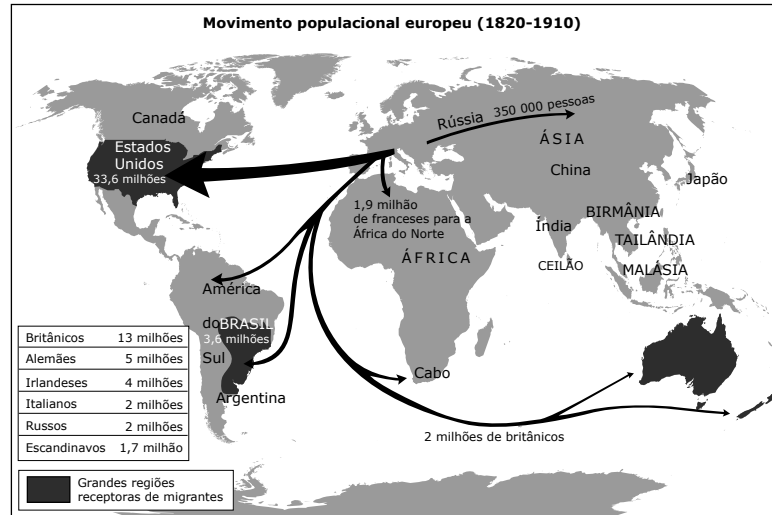 Movimento populacional europeu (1820-1910)
Canadá
Rússia 350 000 pessoas
Estados
Unidos
33,6 milhões
ÁSIA
China
Japão
1,9 milhão
de franceses para a
África do Norte
BIRMÂNIA
Índia
TAILÂNDIA
ÁFRICA
CEILÃO
MALÁSIA
América
do BRASIL
3,6 milhões
Sul
Cabo
Argentina
Britânicos 13 milhões
Alemães 5 milhões
Irlandeses 4 milhões
Italianos 2 milhões
Russos 2 milhões
Escandinavos 1,7 milhão
2 milhões de britânicos
Grandes regiões
receptoras de migrantes